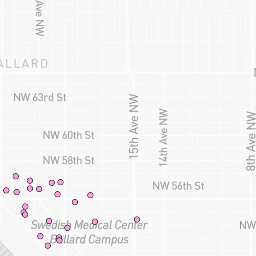 Ave NW
ALLARD
NW 63rd St
15th Ave NW
14th Ave NW
8th Ave NW
NW 60th St
NW 58th St
NW 56th St
NW
Swedish Medical Center
Ballard Campus